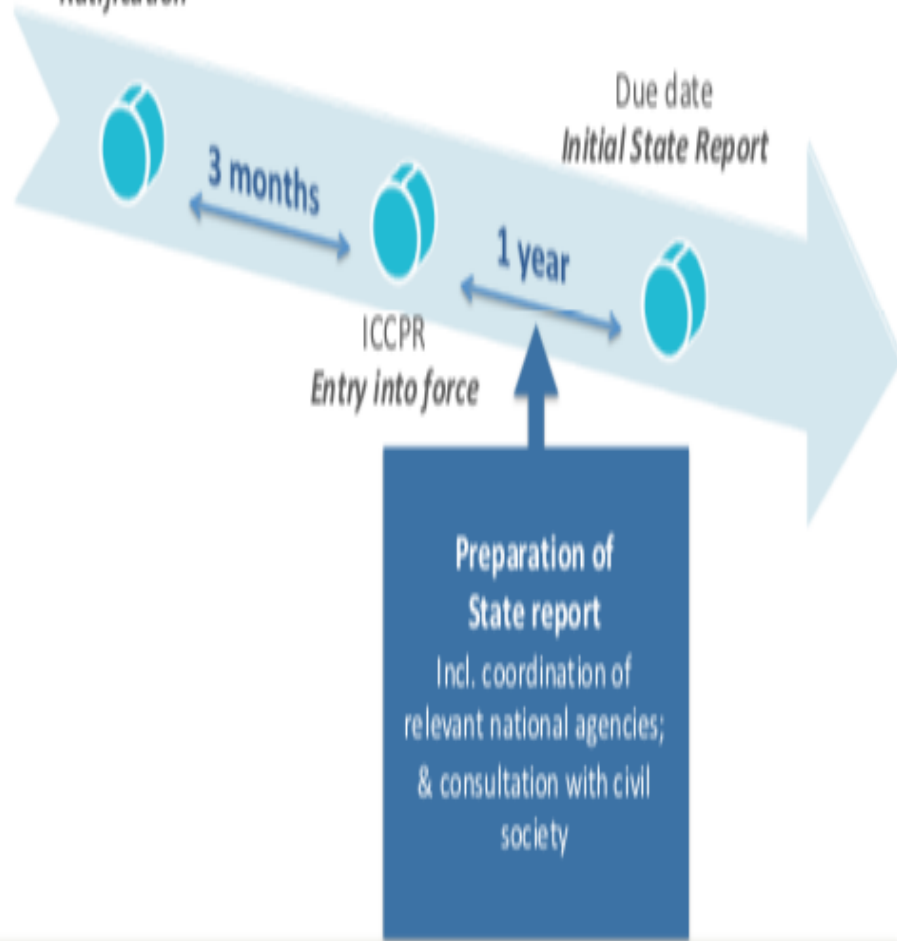 3 months
Due date
Initial State Report
1 year
ICCPR
Entry into force
Preparation of
State report
Incl. coordination of
relevant national agencies;
& consultation with civil
society